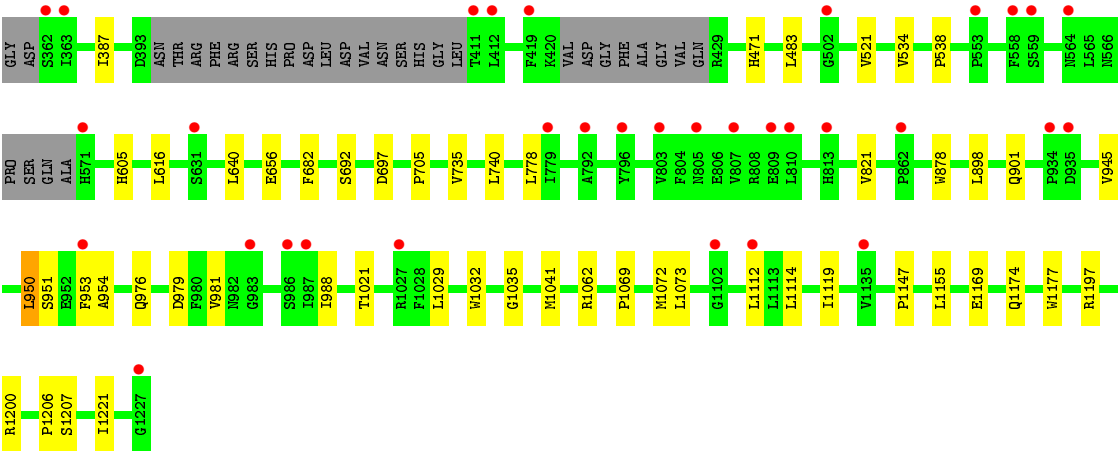 GLY ASP S362 I363 I387 D393 ASN THR ARG PHE ARG SER HIS PRO ASP LEU ASP VAL ASN SER HIS GLY LEU T411 L412 F419 K420 VAL ASP GLY PHE ALA GLY VAL GLN R429 H471 L483 G502 V521 V534 P538 P553 F558 S559 N564 L565 N566
PRO SER GLN ALA H571 H605 L616 S631 L640 E656 F682 S692 D697 P705 V735 L740 L778 I779 A792 Y796 V803 F804 N805 E806 V807 R808 E809 L810 H813 V821 P862 W878 L898 Q901 P934 D935 V945
L950 S951 E952 F953 A954 Q976 D979 F980 V981 N982 G983 S986 I987 I988 T1021 R1027 F1028 L1029 W1032 G1035 M1041 R1062 P1069 M1072 L1073 G1102 L1112 L1113 L1114 I1119 V1135 P1147 L1155 E1169 Q1174 W1177 R1197
R1200 P1206 S1207 I1221 G1227